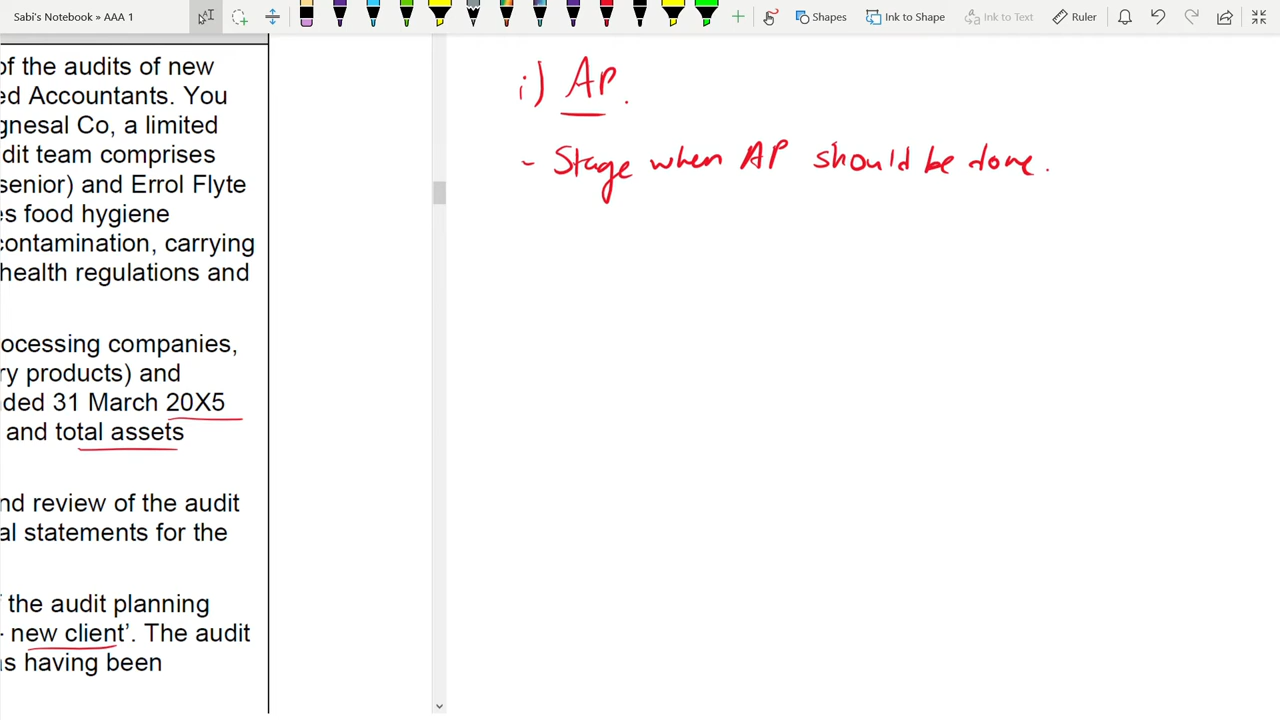 Sabi's Notebook » AAA 1
Shapes
Ink to Shape
Ink to Text
Ruler
of the audits of new
ed Accountants. You
gnesal Co, a limited
dit team comprises
senior) and Errol Flyte
es food hygiene
contamination, carrying
health regulations and
ocessing companies,
ry products) and
ded 31 March 20X5
and total assets
nd review of the audit
al statements for the
f the audit planning
- new client'. The audit
as having been
i) AP.
- Stage when AP should be done.